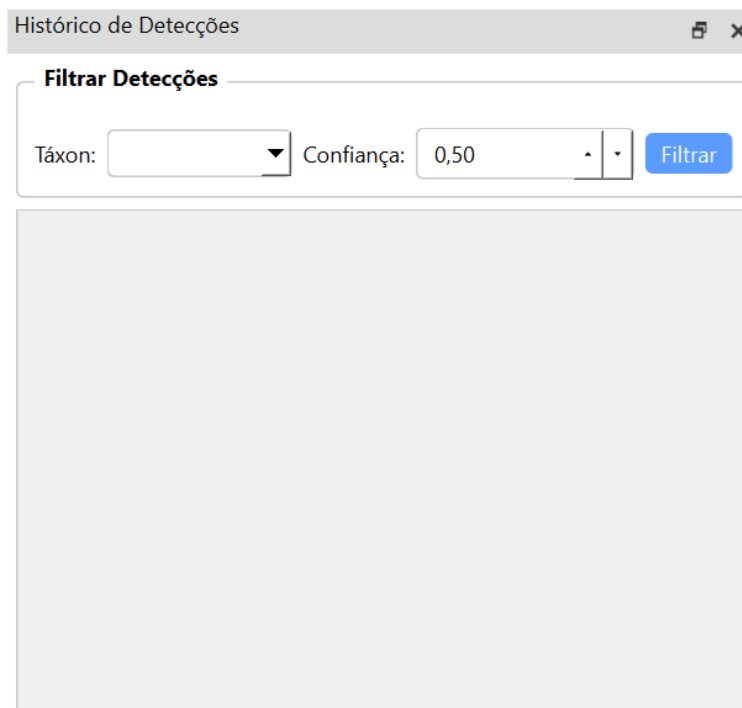 Histórico de Detecções
Filtrar Detecções
Táxon: Confiança: 0,50 Filtrar